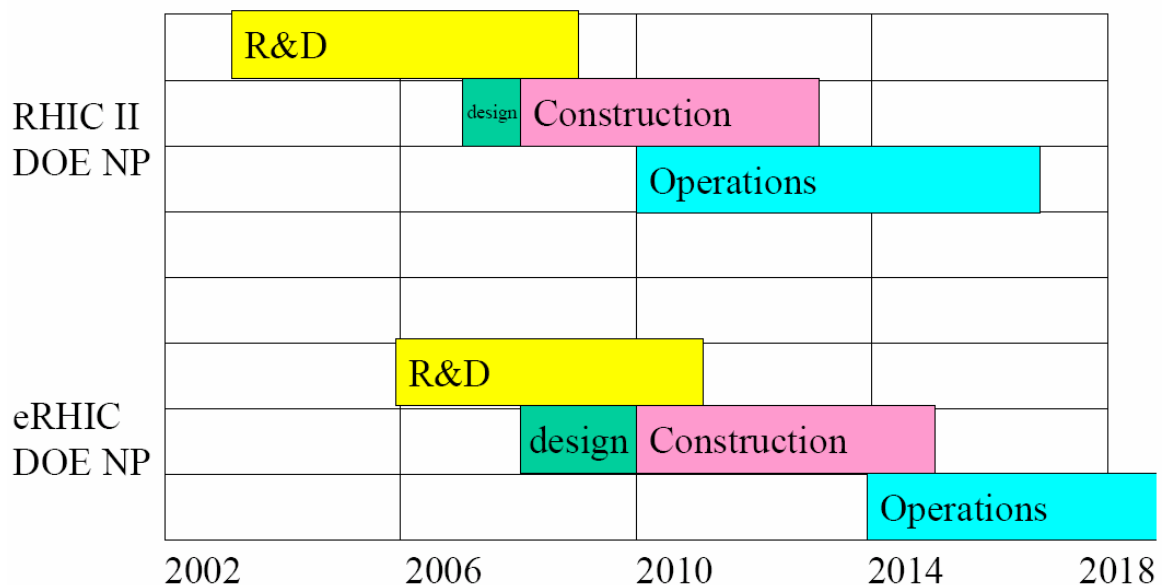 R&D
RHIC II
DOE NP
design
Construction
Operations
R&D
eRHIC
DOE NP
design
Construction
Operations
2002 2006 2010 2014 2018